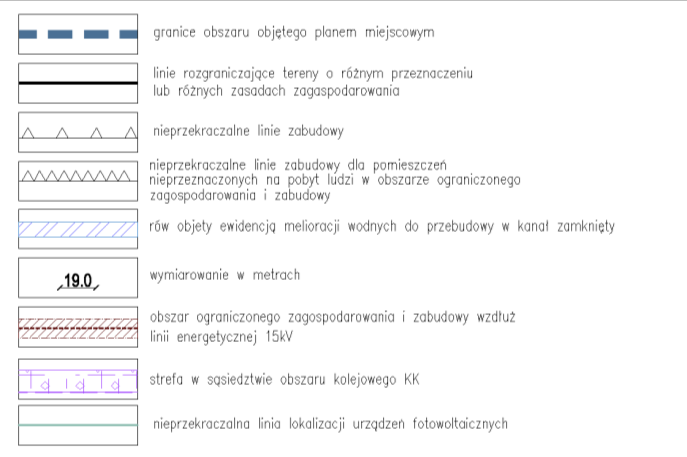 granice obszaru objętego planem miejscowym
linie rozgraniczające tereny o różnym przeznaczeniu
lub różnych zasadach zagaspodarowania
nieprzekraczalne linie zabudowy
nieprzekraczalne linie zabudowy dla pomieszczeń
nieprzeznaczonych na pobyt ludzi w obszarze ograniczonego
zagospodarowania i zabudowy
rów objety ewidencją melioracji wodnych do przebudowy w kanał zamknięty
19.0
wymiarowanie w metrach
obszar ograniczonego zagospodarowania i zabudowy wzdłuż
linii energetycznej 15kV
strefa w sąsiedztwie obszaru kolejowego KK
nieprzekraczalna linia lokalizacji urządzeń fotowoltaicznych